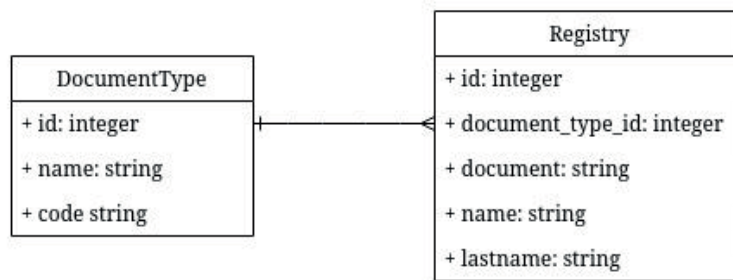 DocumentType
+ id: integer
+ name: string
+ code string
Registry
+ id: integer
+ document_type_id: integer
+ document: string
+ name: string
+ lastname: string